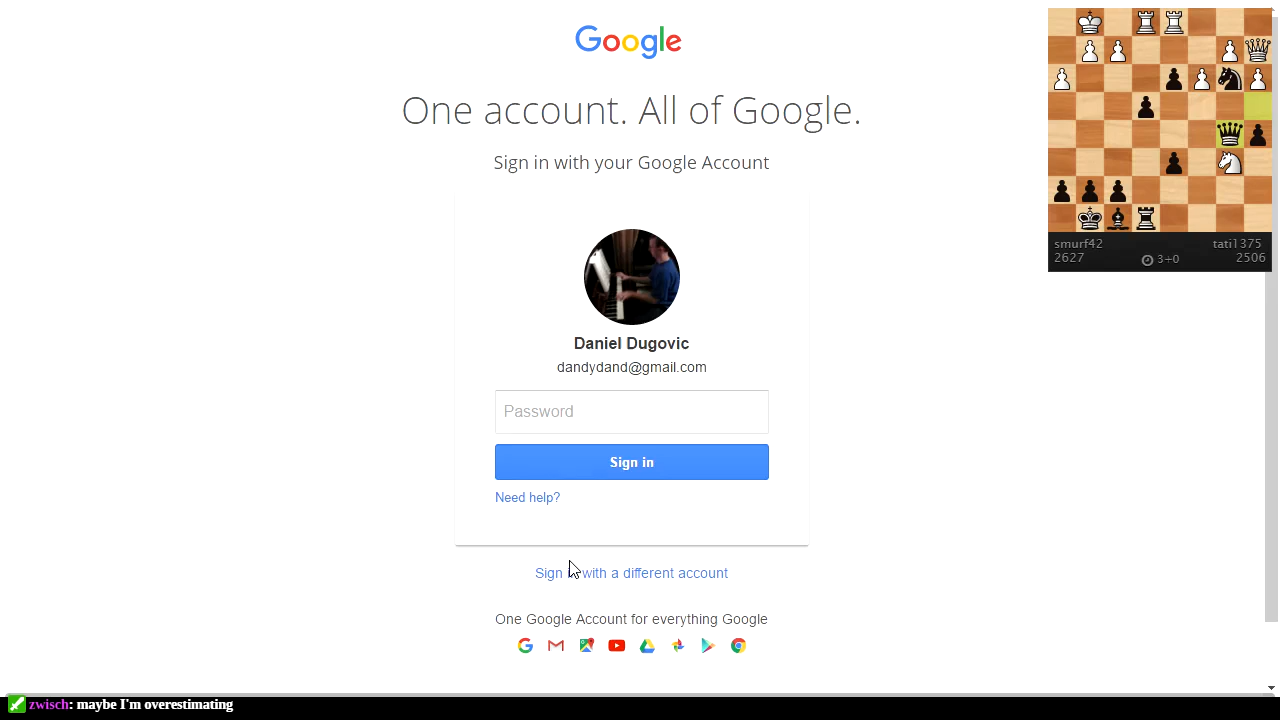 Google
One account. All of Google.
Sign in with your Google Account
Daniel Dugovic
dandydand@gmail.com
Password
Sign in
Need help?
Sign in with a different account
One Google Account for everything Google
smurf42 tati1375
2627 3+0 2506
zwisch: maybe I'm overestimating